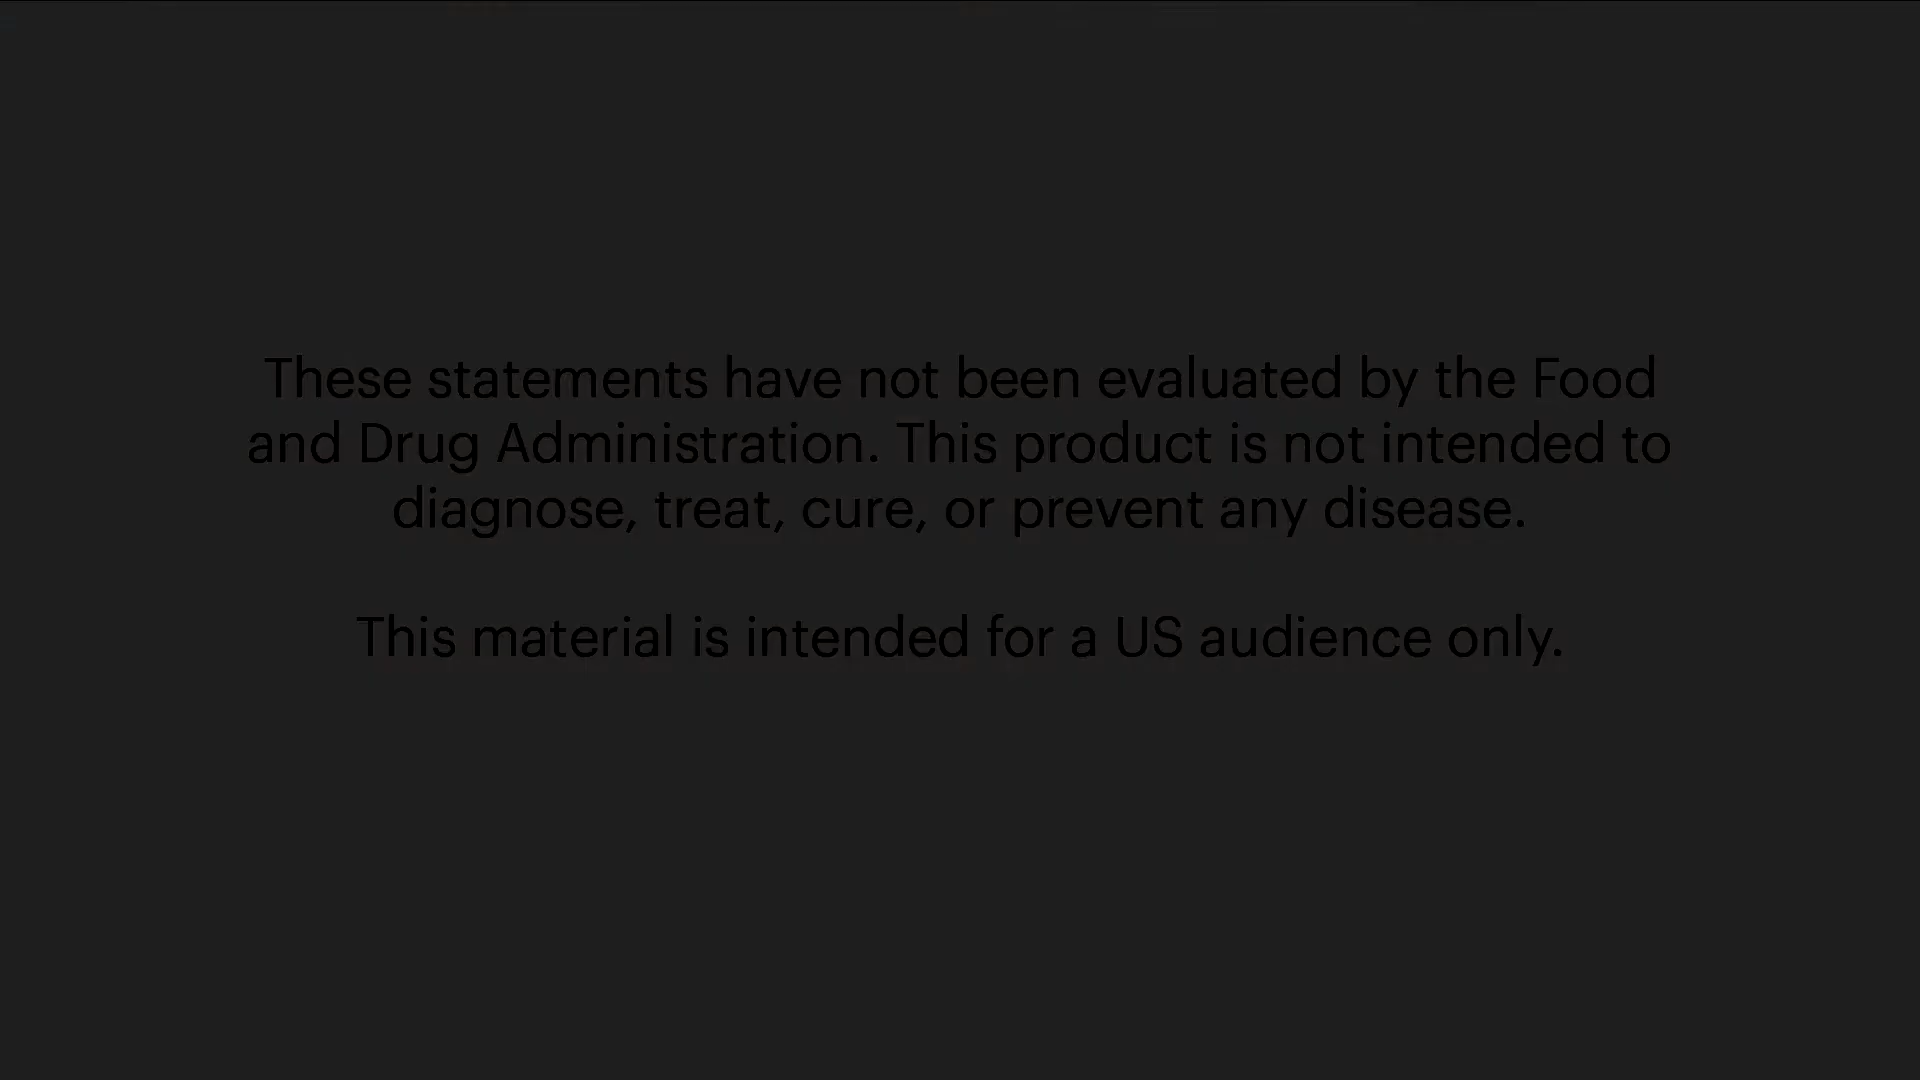 These statements have not been evaluated by the Food
and Drug Administration. This product is not intended to
diagnose, treat, cure, or prevent any disease.
This material is intended for a US audience only.